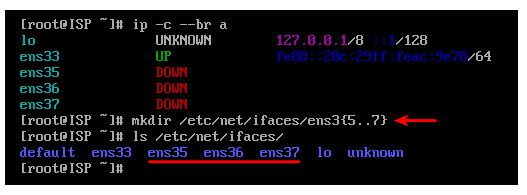 [root@ISP ~]# ip -c --br a
lo UNKNOWN 127.0.0.1/8 ::1/128
ens33 UP fe80::20c:29ff:feac:9e70/64
ens35 DOWN
ens36 DOWN
ens37 DOWN
[root@ISP ~]# mkdir /etc/net/ifaces/ens3{5..7}
[root@ISP ~]# ls /etc/net/ifaces/
default ens33 ens35 ens36 ens37 lo unknown
[root@ISP ~]#